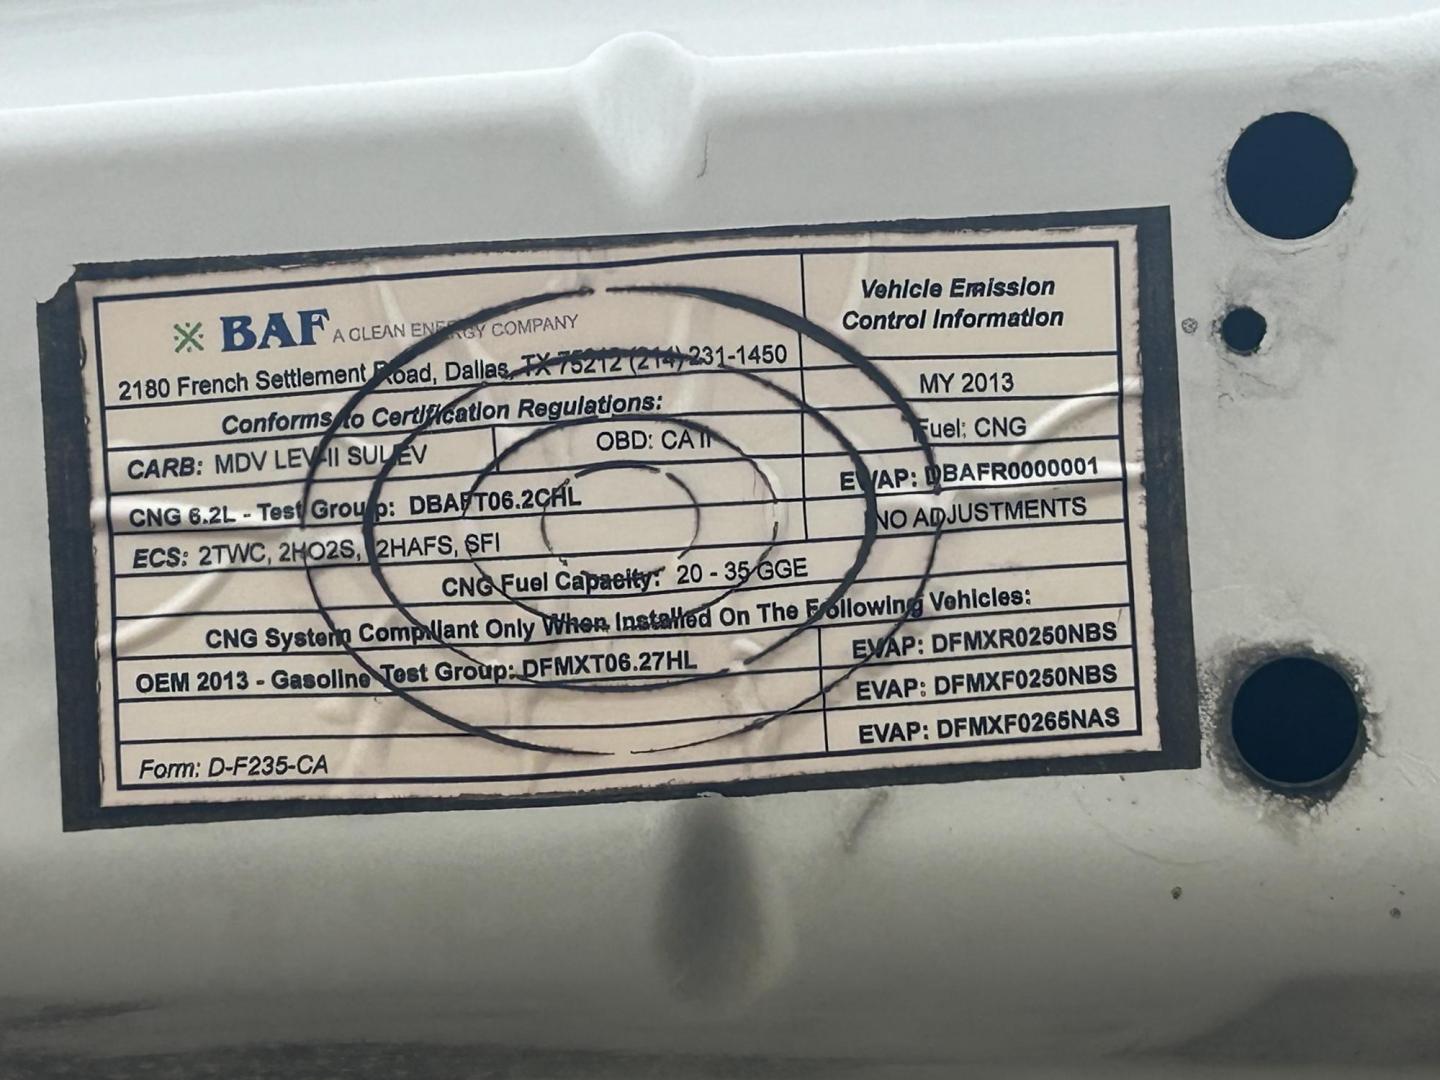 BAF A CLEAN ENERGY COMPANY
2180 French Settlement Road, Dallas, TX 75212 (214) 231-1450
Vehicle Emission
Control Information
Conforms to Certification Regulations:
MY 2013
CARB: MDV LEV-II SULEV
OBD: CA II
Fuel: CNG
CNG 6.2L - Test Group: DBAFT06.2CHL
EVAP: DBAFR0000001
ECS: 2TWC, 2HO2S, 2HAFS, SFI
NO ADJUSTMENTS
CNG Fuel Capacity: 20 - 35 GGE
CNG System Compliant Only When Installed On The Following Vehicles:
OEM 2013 - Gasoline Test Group: DFMXT06.27HL
EVAP: DFMXR0250NBS
EVAP: DFMXF0250NBS
EVAP: DFMXF0265NAS
Form: D-F235-CA